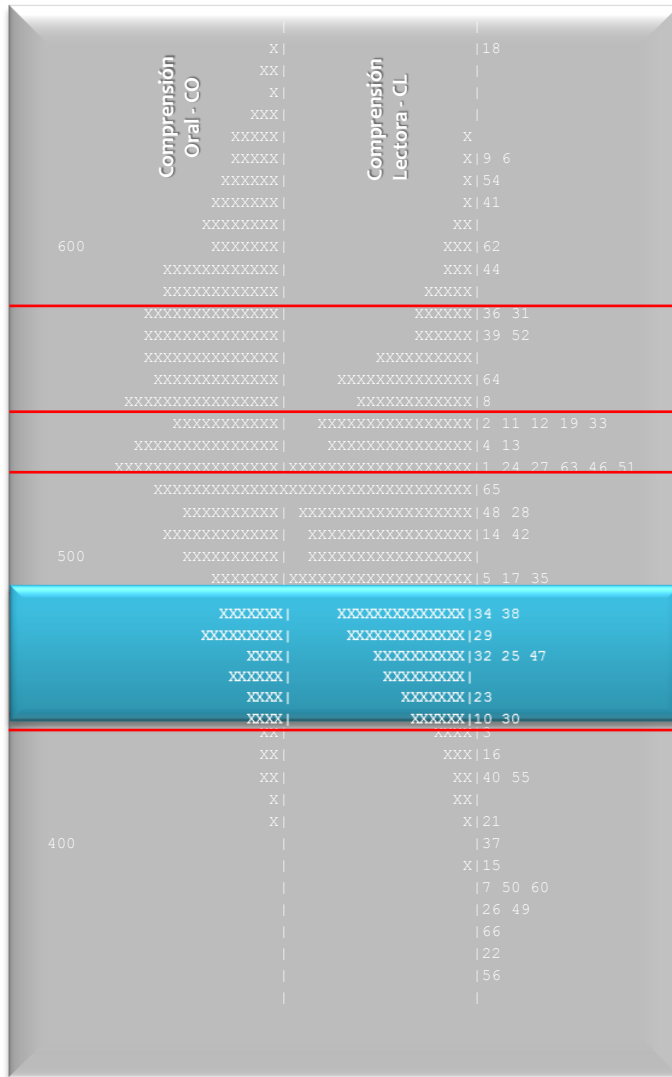 Comprensión
Oral - CO
Comprensión
Lectora - CL
| |
X| |18
XX| |
X| |
XXX| |
XXXXX| X
XXXXX| X|9 6
XXXXXX| X|54
XXXXXXX| X|41
XXXXXXXX| XX|
600 XXXXXXX| XXX|62
XXXXXXXXXXXX| XXX|44
XXXXXXXXXXXX| XXXXX|
XXXXXXXXXXXXXX| XXXXXX|36 31
XXXXXXXXXXXXXX| XXXXXX|39 52
XXXXXXXXXXXXXX| XXXXXXXXXX|
XXXXXXXXXXXXX| XXXXXXXXXXXXXX|64
XXXXXXXXXXXXXXXX| XXXXXXXXXXXX|8
XXXXXXXXXXX| XXXXXXXXXXXXXXXX|2 11 12 19 33
XXXXXXXXXXXXXXX| XXXXXXXXXXXXXXX|4 13
XXXXXXXXXXXXXXXXX|XXXXXXXXXXXXXXXXXXX|1 24 27 63 46 51
XXXXXXXXXXXXXXXXXXXXXXXXXXXXXXXXX|65
XXXXXXXXXX| XXXXXXXXXXXXXXXXXX|48 28
XXXXXXXXXXXX| XXXXXXXXXXXXXXXXX|14 42
500 XXXXXXXXXX| XXXXXXXXXXXXXXXXX|
XXXXXXX|XXXXXXXXXXXXXXXXXXX|5 17 35
XXXXXXX| XXXXXXXXXXXXXX|34 38
XXXXXXXXX| XXXXXXXXXXXXX|29
XXXX| XXXXXXXXXX|32 25 47
XXXXXX| XXXXXXXXX|
XXXX| XXXXXXX|23
XXXX| XXXXXX|10 30
XX| XXXX|3
XX| XXX|16
XX| XX|40 55
X| XX|
X| X|21
400 | |37
| X|15
| |7 50 60
| |26 49
| |66
| |22
| |56
| |